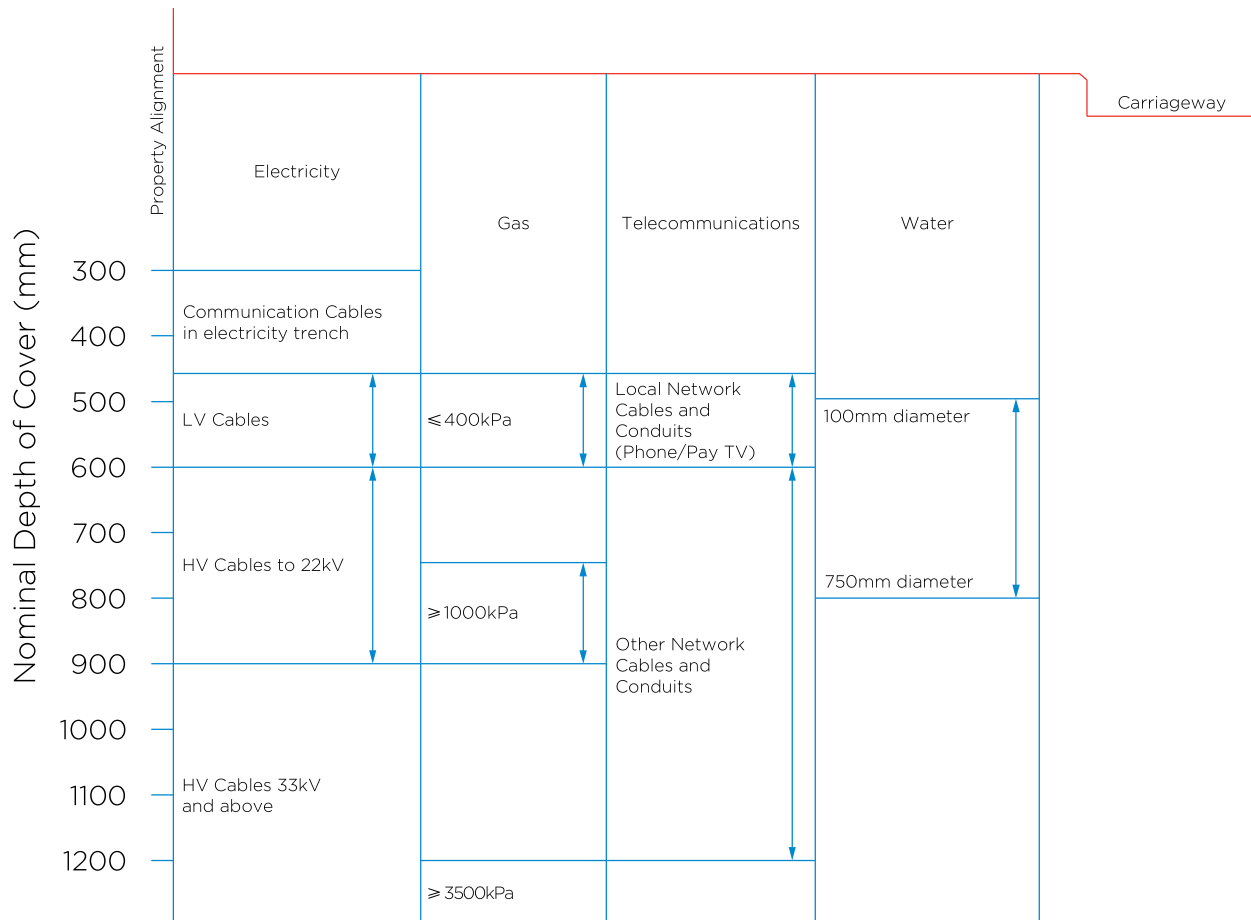 Property Alignment
Carriageway
Electricity
Gas
Telecommunications
Water
Nominal Depth of Cover (mm)
300
400
500
600
700
800
900
1000
1100
1200
Communication Cables
in electricity trench
LV Cables
HV Cables to 22kV
HV Cables 33kV
and above
≤ 400kPa
≥ 1000kPa
≥ 3500kPa
Local Network
Cables and
Conduits
(Phone/Pay TV)
Other Network
Cables and
Conduits
100mm diameter
750mm diameter